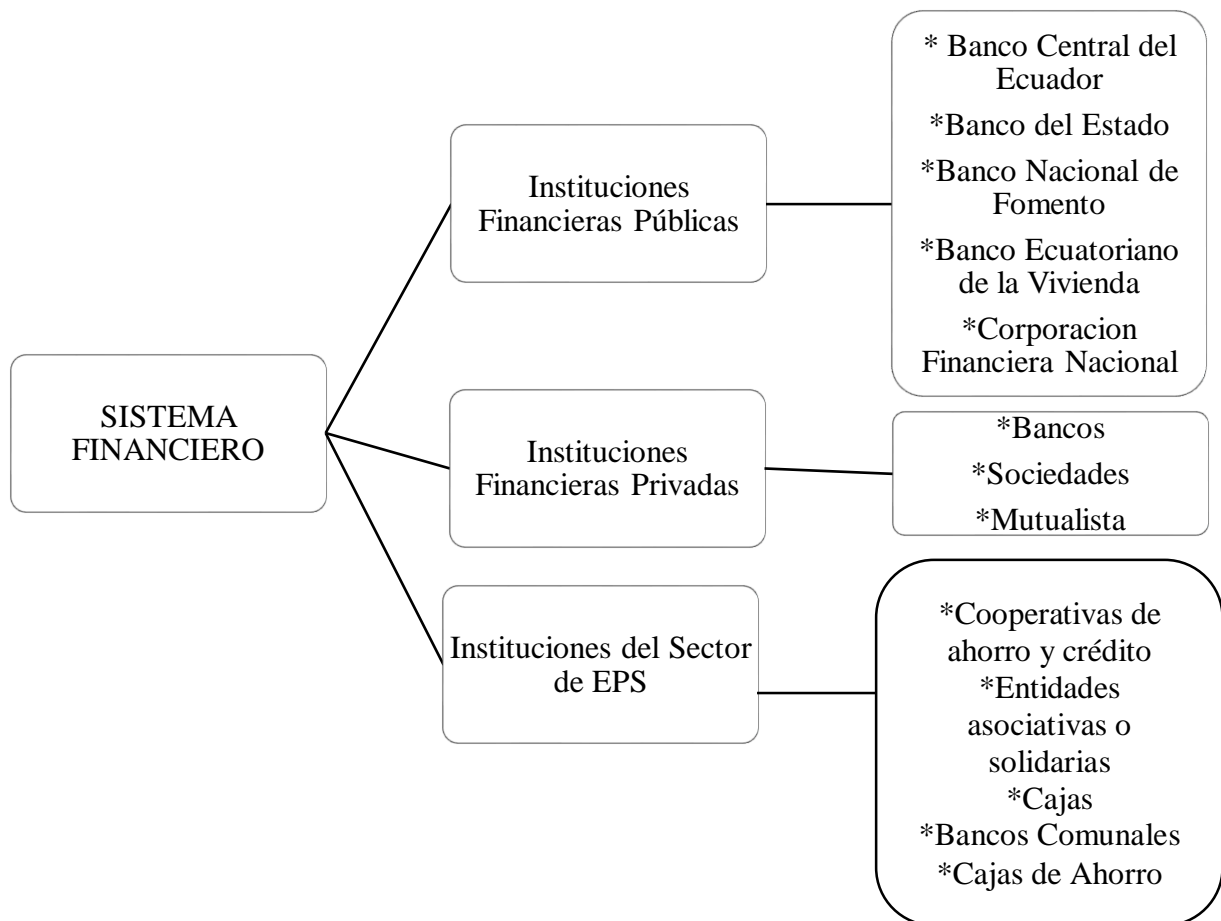 SISTEMA
FINANCIERO
Instituciones
Financieras Públicas
* Banco Central del
Ecuador
*Banco del Estado
*Banco Nacional de
Fomento
*Banco Ecuatoriano
de la Vivienda
*Corporacion
Financiera Nacional
Instituciones
Financieras Privadas
*Bancos
*Sociedades
*Mutualista
Instituciones del Sector
de EPS
*Cooperativas de
ahorro y crédito
*Entidades
asociativas o
solidarias
*Cajas
*Bancos Comunales
*Cajas de Ahorro